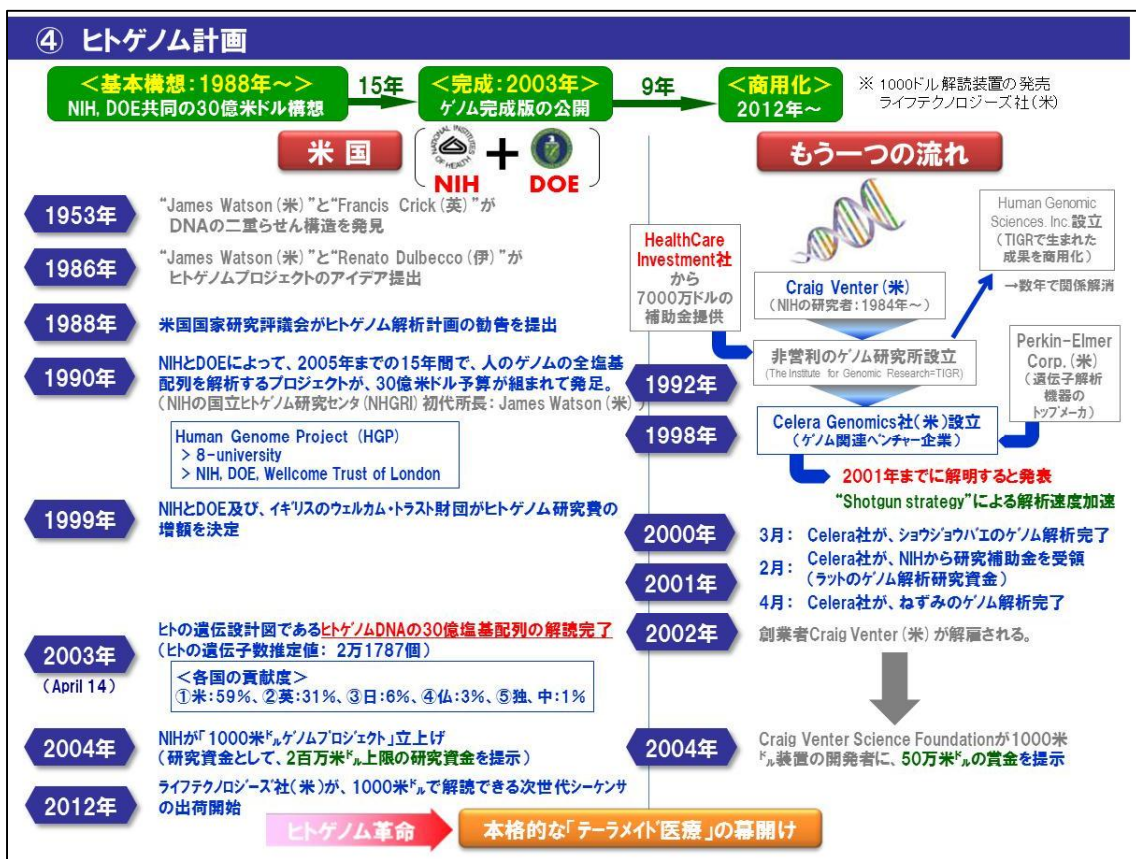 ④ ヒトゲノム計画
＜基本構想:1988年～＞
NIH, DOE共同の30億米ドル構想
15年
＜完成:2003年＞
ゲノム完成版の公開
9年
＜商用化＞
2012年～
※ 1000ドル解読装置の発売
ライフテクノロジーズ社(米)
米国
NATIONAL INSTITUTES OF HEALTH
NIH
+
DOE
1953年
“James Watson(米)”と“Francis Crick(英)”が
DNAの二重らせん構造を発見
1986年
“James Watson(米)”と“Renato Dulbecco(伊)”が
ヒトゲノムプロジェクトのアイデア提出
1988年
米国国家研究評議会がヒトゲノム解析計画の勧告を提出
1990年
NIHとDOEによって、2005年までの15年間で、人のゲノムの全塩基
配列を解析するプロジェクトが、30億米ドル予算が組まれて発足。
(NIHの国立ヒトゲノム研究センタ(NHGRI)初代所長: James Watson(米))
Human Genome Project (HGP)
> 8-university
> NIH, DOE, Wellcome Trust of London
1999年
NIHとDOE及び、イギリスのウェルカム・トラスト財団がヒトゲノム研究費の
増額を決定
2003年
(April 14)
ヒトの遺伝設計図であるヒトゲノムDNAの30億塩基配列の解読完了
(ヒトの遺伝子数推定値: 2万1787個)
＜各国の貢献度＞
①米:59%、②英:31%、③日:6%、④仏:3%、⑤独、中:1%
2004年
NIHが「1000米ドルゲノムプロジェクト」立上げ
(研究資金として、2百万米ドル上限の研究資金を提示)
2012年
ライフテクノロジーズ社(米)が、1000米ドルで解読できる次世代シーケンサ
の出荷開始
もう一つの流れ
HealthCare
Investment社
から
7000万ドルの
補助金提供
Craig Venter(米)
(NIHの研究者:1984年～)
Human Genomic
Sciences. Inc.設立
(TIGRで生まれた
成果を商用化)
→数年で関係解消
1992年
非営利のゲノム研究所設立
(The Institute for Genomic Research=TIGR)
Perkin-Elmer
Corp.(米)
(遺伝子解析
機器の
トップメーカ)
1998年
Celera Genomics社(米)設立
(ゲノム関連ベンチャー企業)
2001年までに解明すると発表
“Shotgun strategy”による解析速度加速
2000年
3月: Celera社が、ショウジョウバエのゲノム解析完了
2001年
2月: Celera社が、NIHから研究補助金を受領
(ラットのゲノム解析研究資金)
4月: Celera社が、ねずみのゲノム解析完了
2002年
創業者Craig Venter(米)が解雇される。
2004年
Craig Venter Science Foundationが1000米
ドル装置の開発者に、50万米ドルの賞金を提示
ヒトゲノム革命
本格的な「テーラメイド医療」の幕開け